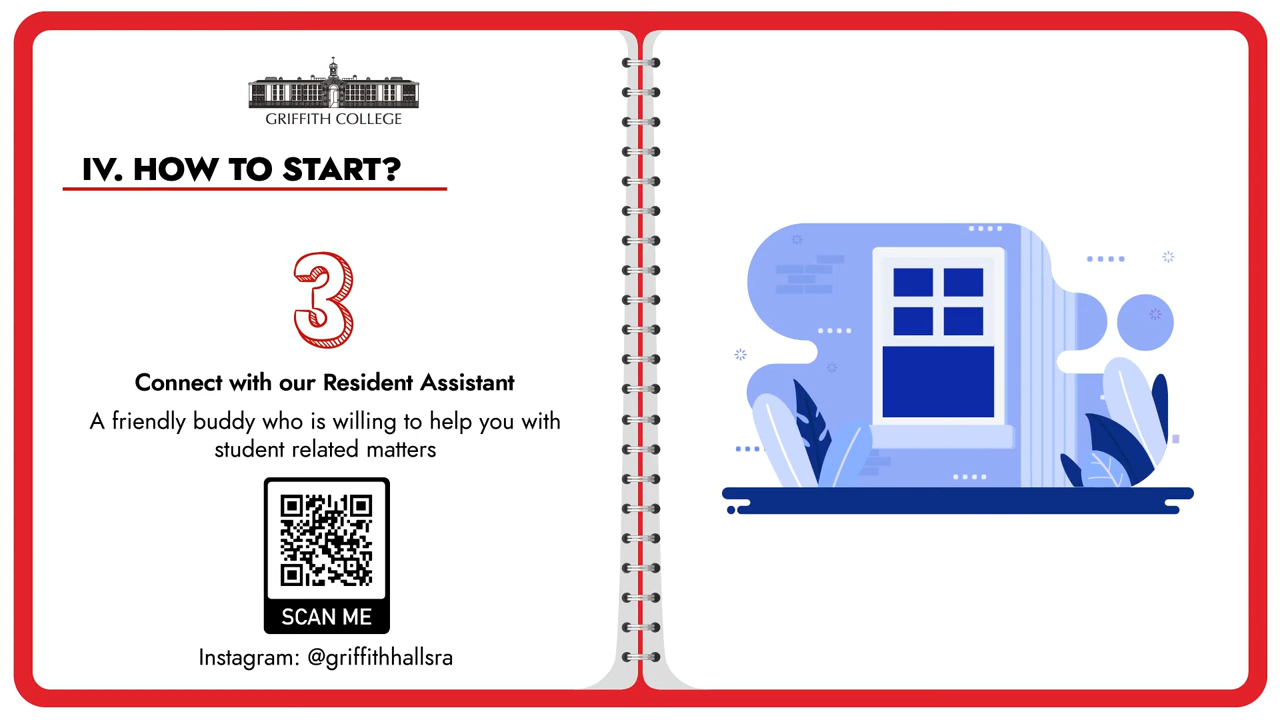 GRIFFITH COLLEGE
IV. HOW TO START?
3
Connect with our Resident Assistant
A friendly buddy who is willing to help you with
student related matters
SCAN ME
Instagram: @griffithhallsra